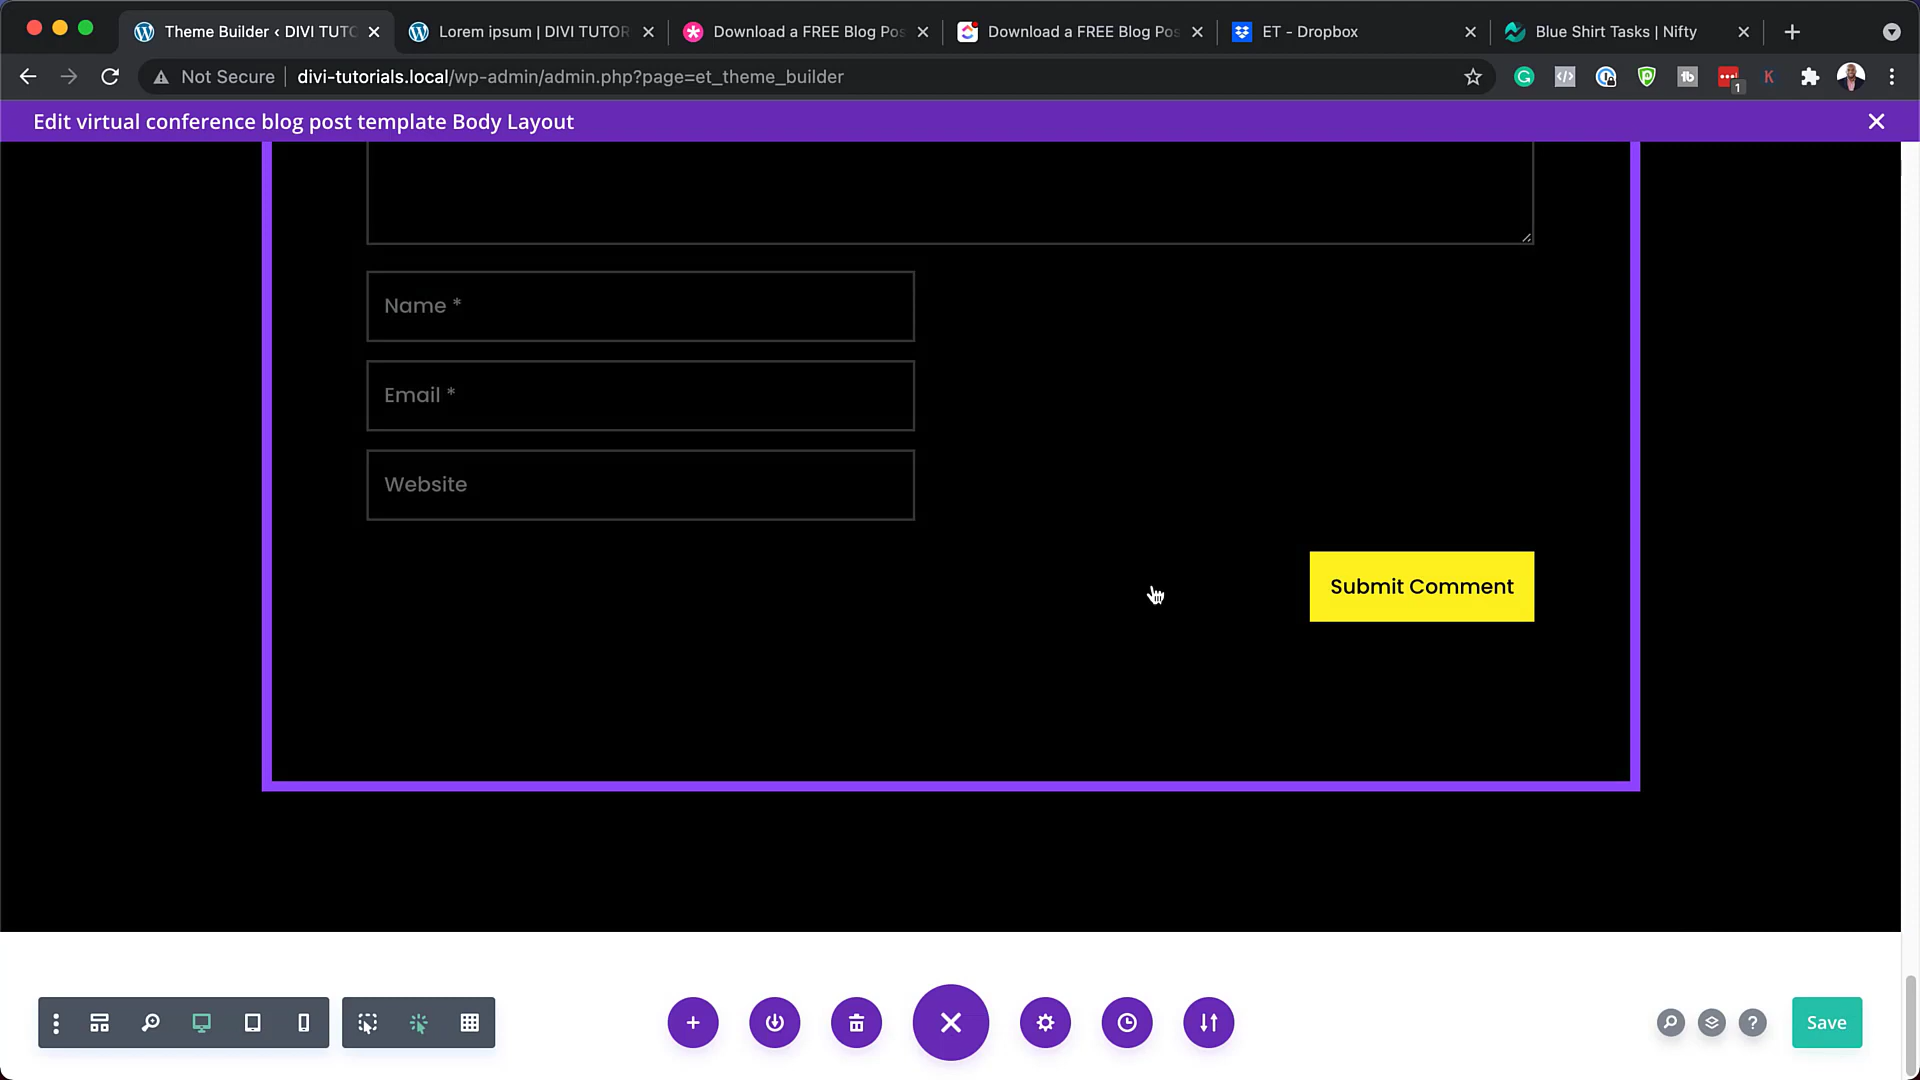 Theme Builder ‹ DIVI TUTO
Lorem ipsum | DIVI TUTOR
Download a FREE Blog Pos
Download a FREE Blog Pos
ET - Dropbox
Blue Shirt Tasks | Nifty
Not Secure
divi-tutorials.local/wp-admin/admin.php?page=et_theme_builder
1
Edit virtual conference blog post template Body Layout
Name *
Email *
Website
Submit Comment
Save